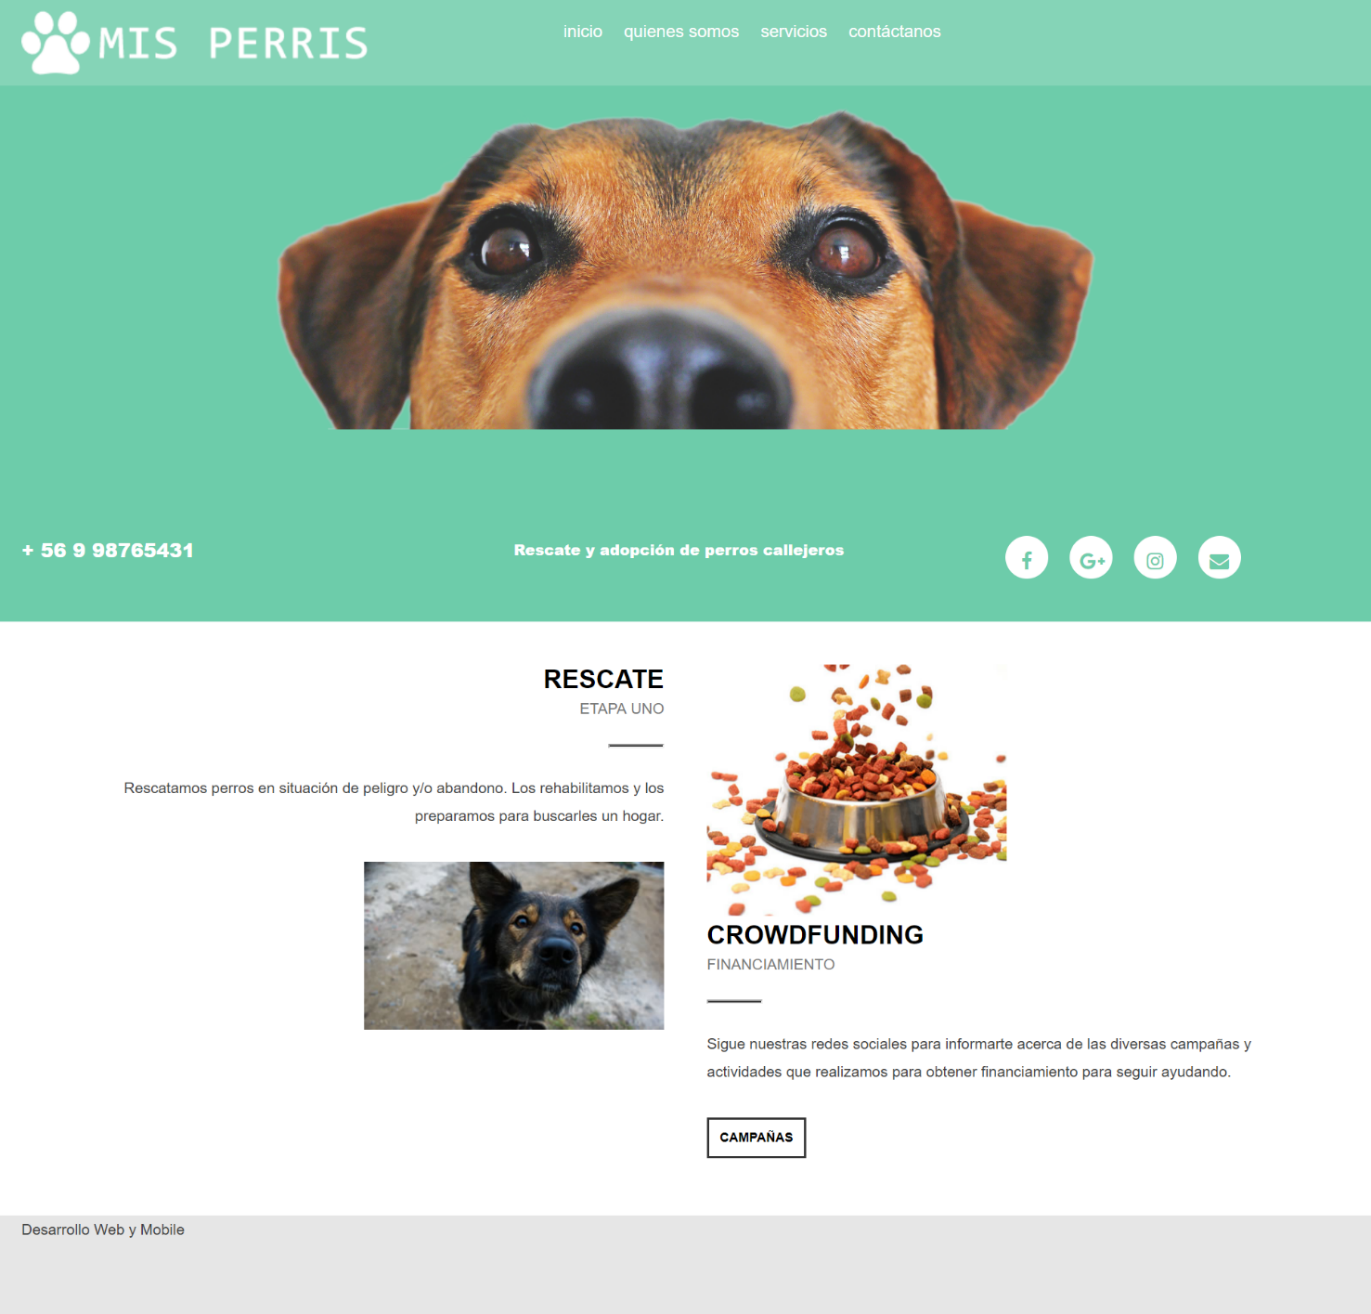 MIS PERRIS
inicio quienes somos servicios contáctanos
+ 56 9 98765431
Rescate y adopción de perros callejeros
RESCATE
ETAPA UNO
Rescatamos perros en situación de peligro y/o abandono. Los rehabilitamos y los
preparamos para buscarles un hogar.
CROWDFUNDING
FINANCIAMIENTO
Sigue nuestras redes sociales para informarte acerca de las diversas campañas y
actividades que realizamos para obtener financiamiento para seguir ayudando.
CAMPAÑAS
Desarrollo Web y Mobile